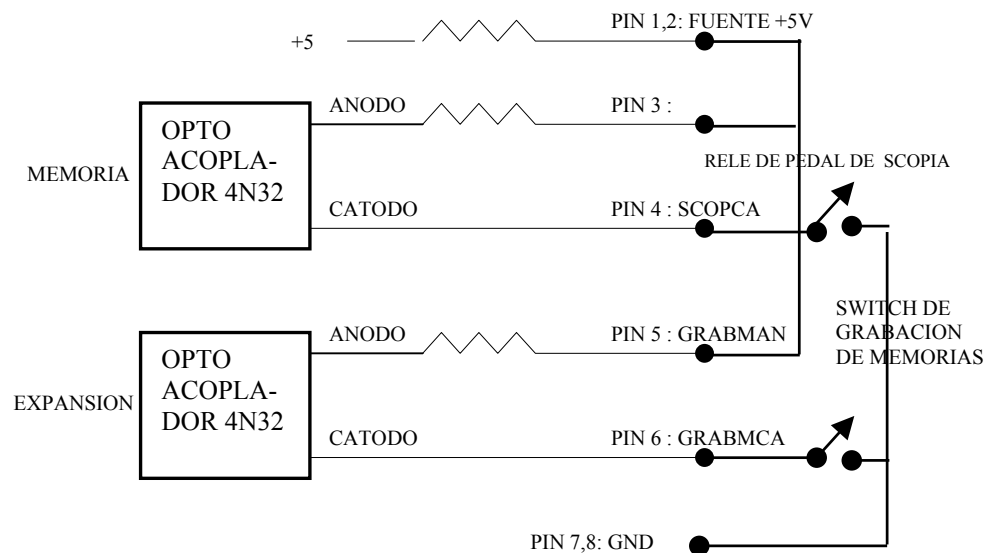 PIN 1,2: FUENTE +5V
+5
ANODO
PIN 3 :
OPTO
ACOPLA-
DOR 4N32
MEMORIA
RELE DE PEDAL DE SCOPIA
CATODO
PIN 4 : SCOPCA
SWITCH DE
GRABACION
DE MEMORIAS
ANODO
PIN 5 : GRABMAN
OPTO
ACOPLA-
DOR 4N32
EXPANSION
CATODO
PIN 6 : GRABMCA
PIN 7,8: GND